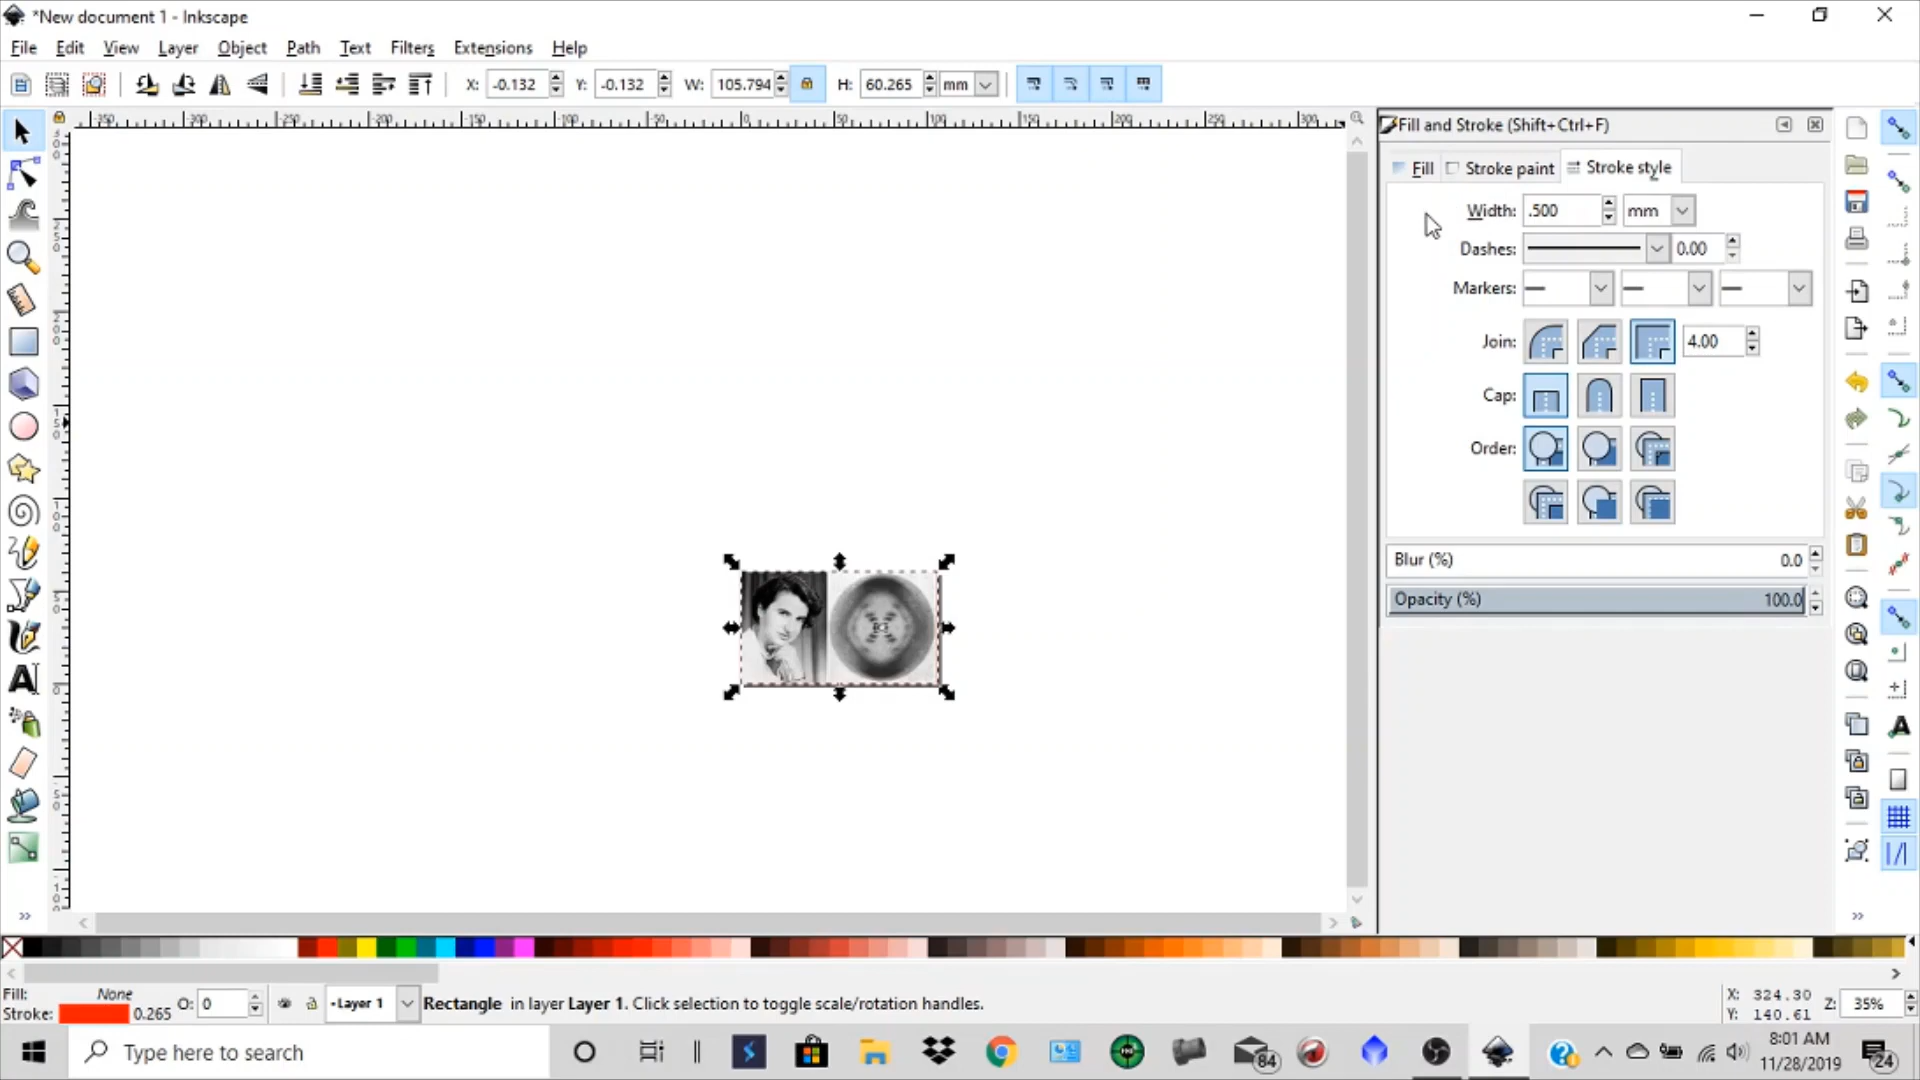 *New document 1 - Inkscape
File Edit View Layer Object Path Text Filters Extensions Help
X: -0.132 Y: -0.132 W: 105.794 H: 60.265 mm
Fill and Stroke (Shift+Ctrl+F)
Fill Stroke paint Stroke style
Width: .500 mm
Dashes: 0.00
Markers:
Join: 4.00
Cap:
Order:
Blur (%) 0.0
Opacity (%) 100.0
Fill: None
Stroke: 0.265 O: 0
•Layer 1 Rectangle in layer Layer 1. Click selection to toggle scale/rotation handles.
X: 324.30
Y: 140.61
Z: 35%
Type here to search
84
8:01 AM
11/28/2019
24